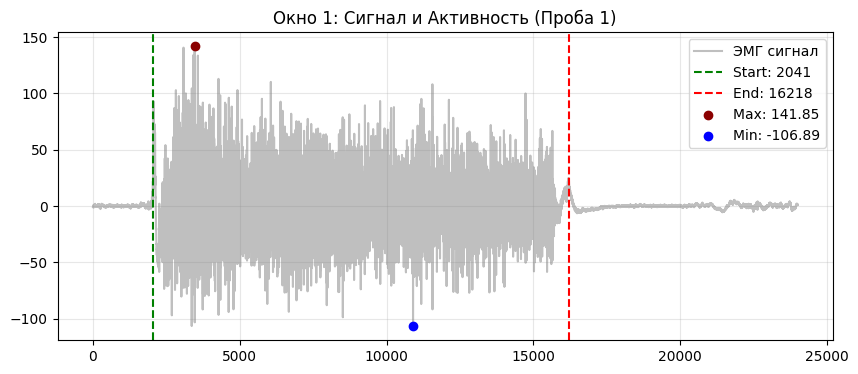 Окно 1: Сигнал и Активность (Проба 1)
150
100
50
0
−50
−100
0
5000
10000
15000
20000
25000
ЭМГ сигнал
Start: 2041
End: 16218
Max: 141.85
Min: -106.89